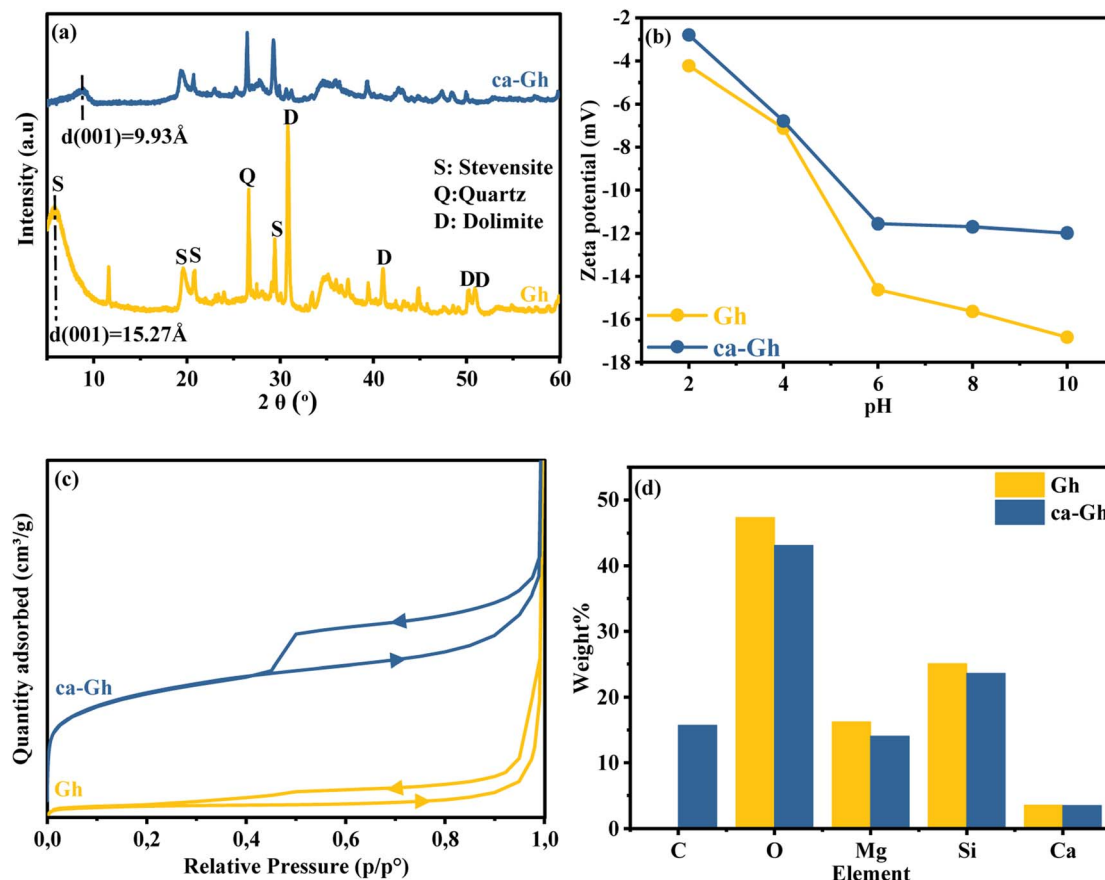 (a)
ca-Gh
d(001)=9.93Å
D
S: Stevensite
Q
Q:Quartz
S
D: Dolimite
S
S S
D
D D
Gh
d(001)=15.27Å
10 20 30 40 50 60
2 θ (°)
Intensity (a.u)
(b)
-2
-4
-6
-8
-10
-12
-14
-16
-18
Zeta potential (mV)
Gh
ca-Gh
2 4 6 8 10
pH
(c)
Quantity adsorbed (cm³/g)
ca-Gh
Gh
0,0 0,2 0,4 0,6 0,8 1,0
Relative Pressure (p/p°)
(d)
Gh
ca-Gh
50
40
30
20
10
0
Weight%
C O Mg Si Ca
Element